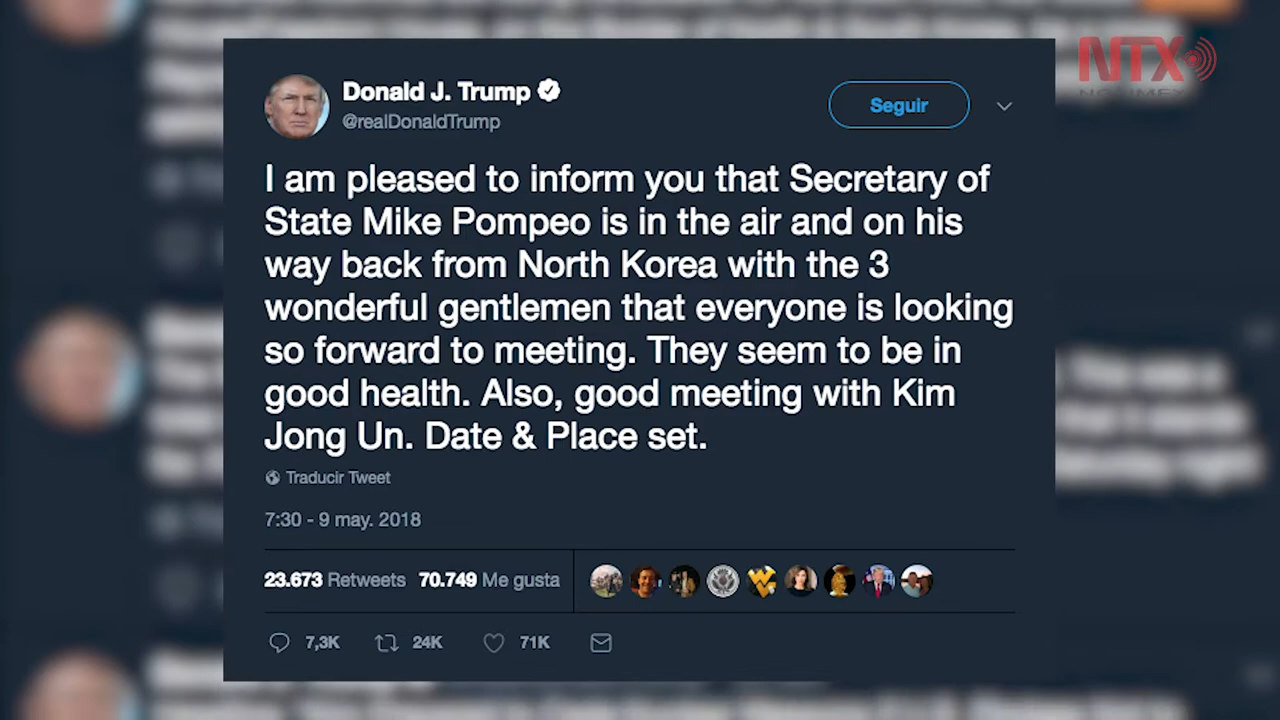 NTX
NOTIMEX
Donald J. Trump
@realDonaldTrump
Seguir
I am pleased to inform you that Secretary of
State Mike Pompeo is in the air and on his
way back from North Korea with the 3
wonderful gentlemen that everyone is looking
so forward to meeting. They seem to be in
good health. Also, good meeting with Kim
Jong Un. Date & Place set.
Traducir Tweet
7:30 - 9 may. 2018
23.673 Retweets 70.749 Me gusta
7,3K 24K 71K